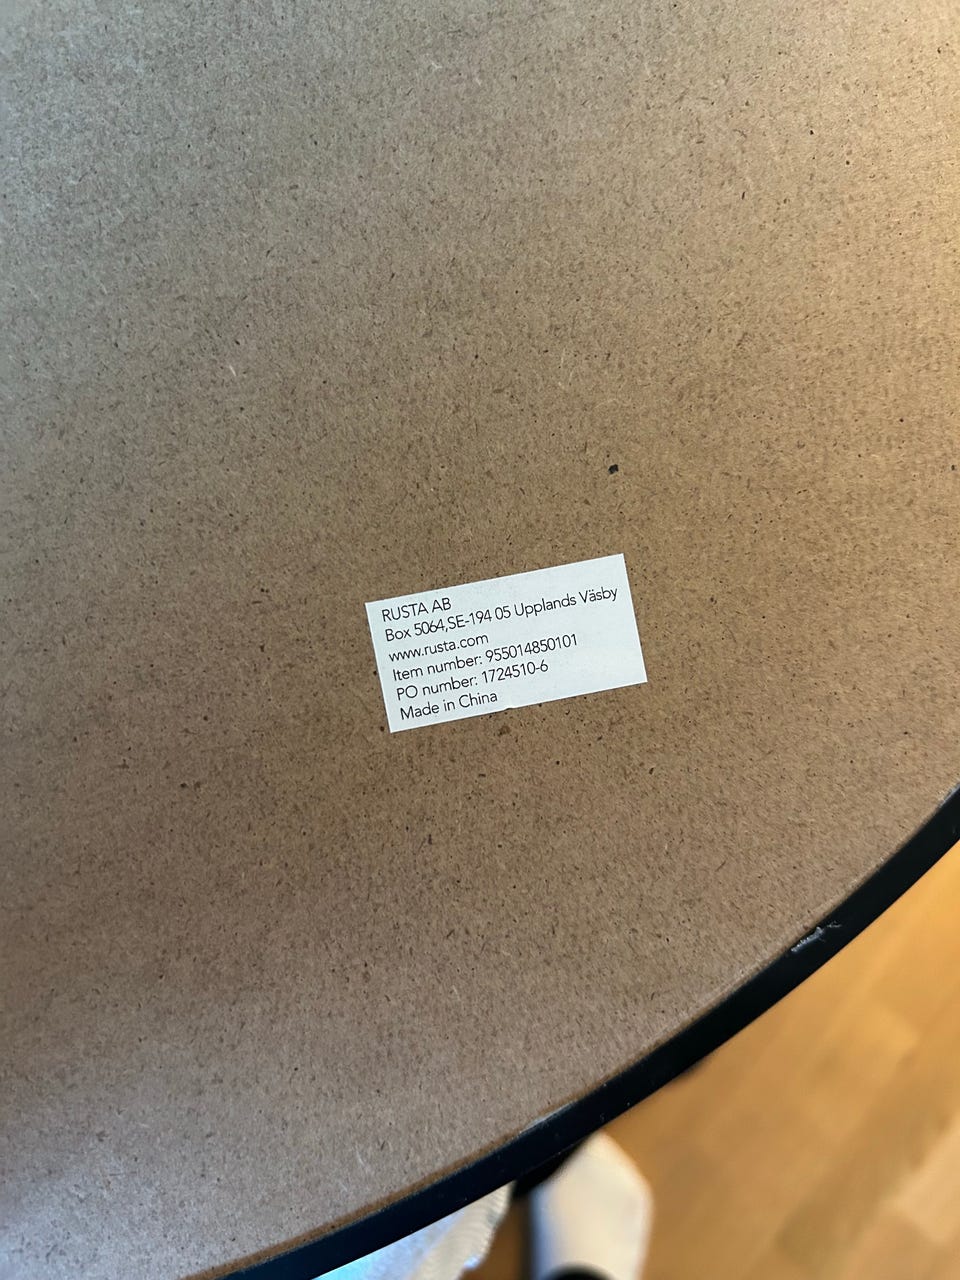 RUSTA AB
Box 5064,SE-194 05 Upplands Väsby
www.rusta.com
Item number: 955014850101
PO number: 1724510-6
Made in China